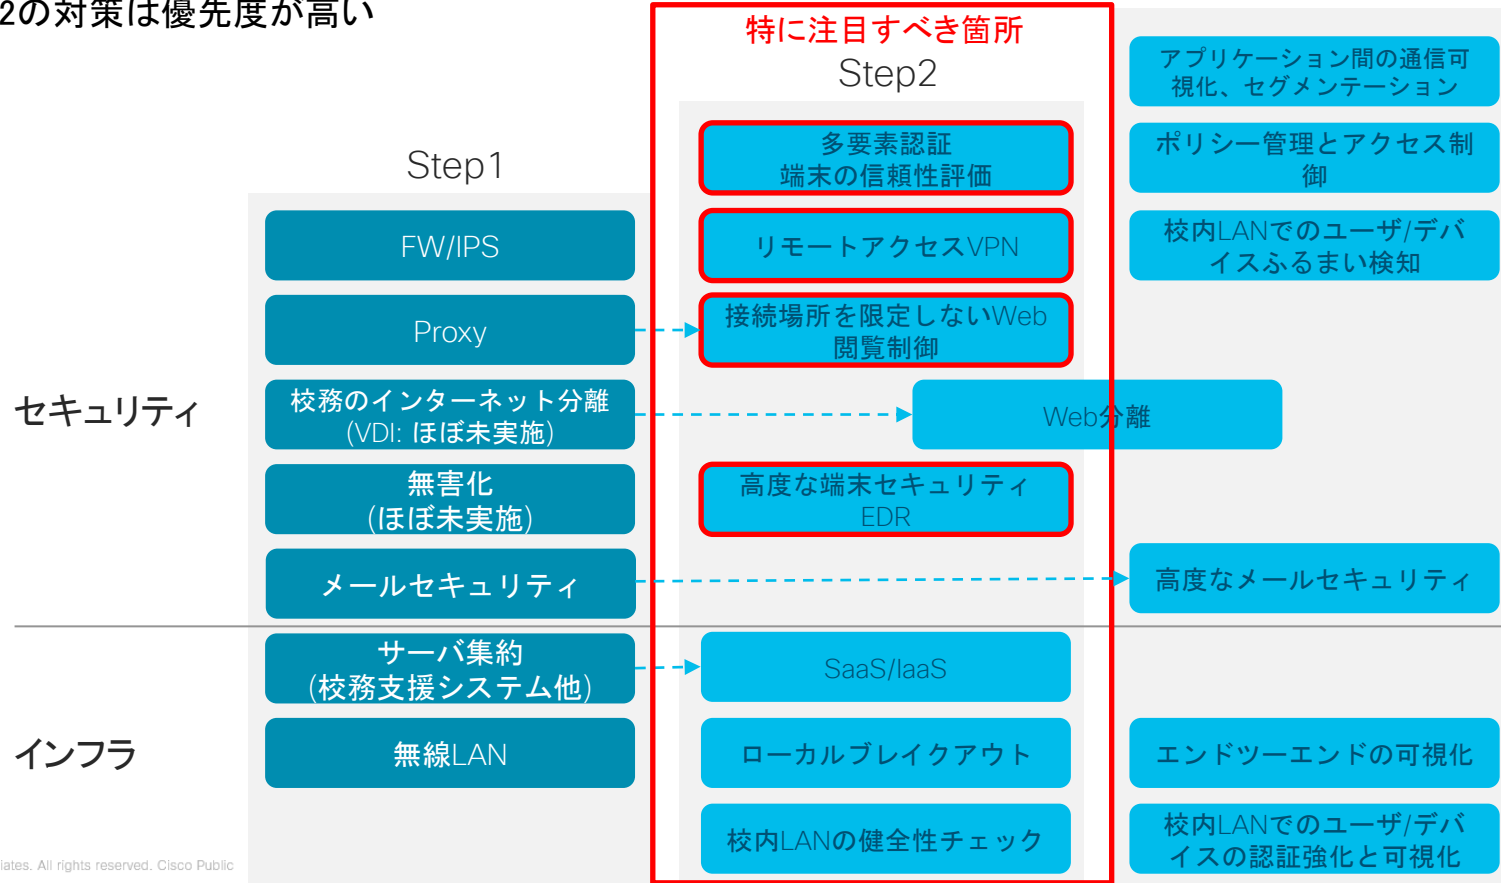 2の対策は優先度が高い
特に注目すべき箇所
Step2
Step1
セキュリティ
インフラ
FW/IPS
Proxy
校務のインターネット分離
(VDI: ほぼ未実施)
無害化
(ほぼ未実施)
メールセキュリティ
サーバ集約
(校務支援システム他)
無線LAN
多要素認証
端末の信頼性評価
リモートアクセスVPN
接続場所を限定しないWeb
閲覧制御
Web分離
高度な端末セキュリティ
EDR
SaaS/IaaS
ローカルブレイクアウト
校内LANの健全性チェック
アプリケーション間の通信可
視化、セグメンテーション
ポリシー管理とアクセス制
御
校内LANでのユーザ/デバ
イスふるまい検知
高度なメールセキュリティ
エンドツーエンドの可視化
校内LANでのユーザ/デバ
イスの認証強化と可視化
iates. All rights reserved. Cisco Public